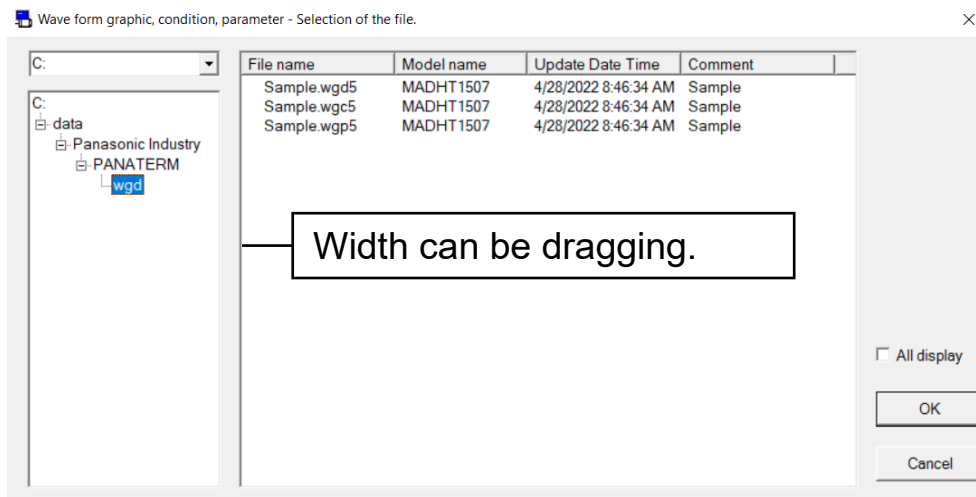 Wave form graphic, condition, parameter - Selection of the file.
C:
File name Model name Update Date Time Comment
Sample.wgd5 MADHT1507 4/28/2022 8:46:34 AM Sample
Sample.wgc5 MADHT1507 4/28/2022 8:46:34 AM Sample
Sample.wgp5 MADHT1507 4/28/2022 8:46:34 AM Sample
C:
data
Panasonic Industry
PANATERM
wgd
Width can be dragging.
All display
OK
Cancel